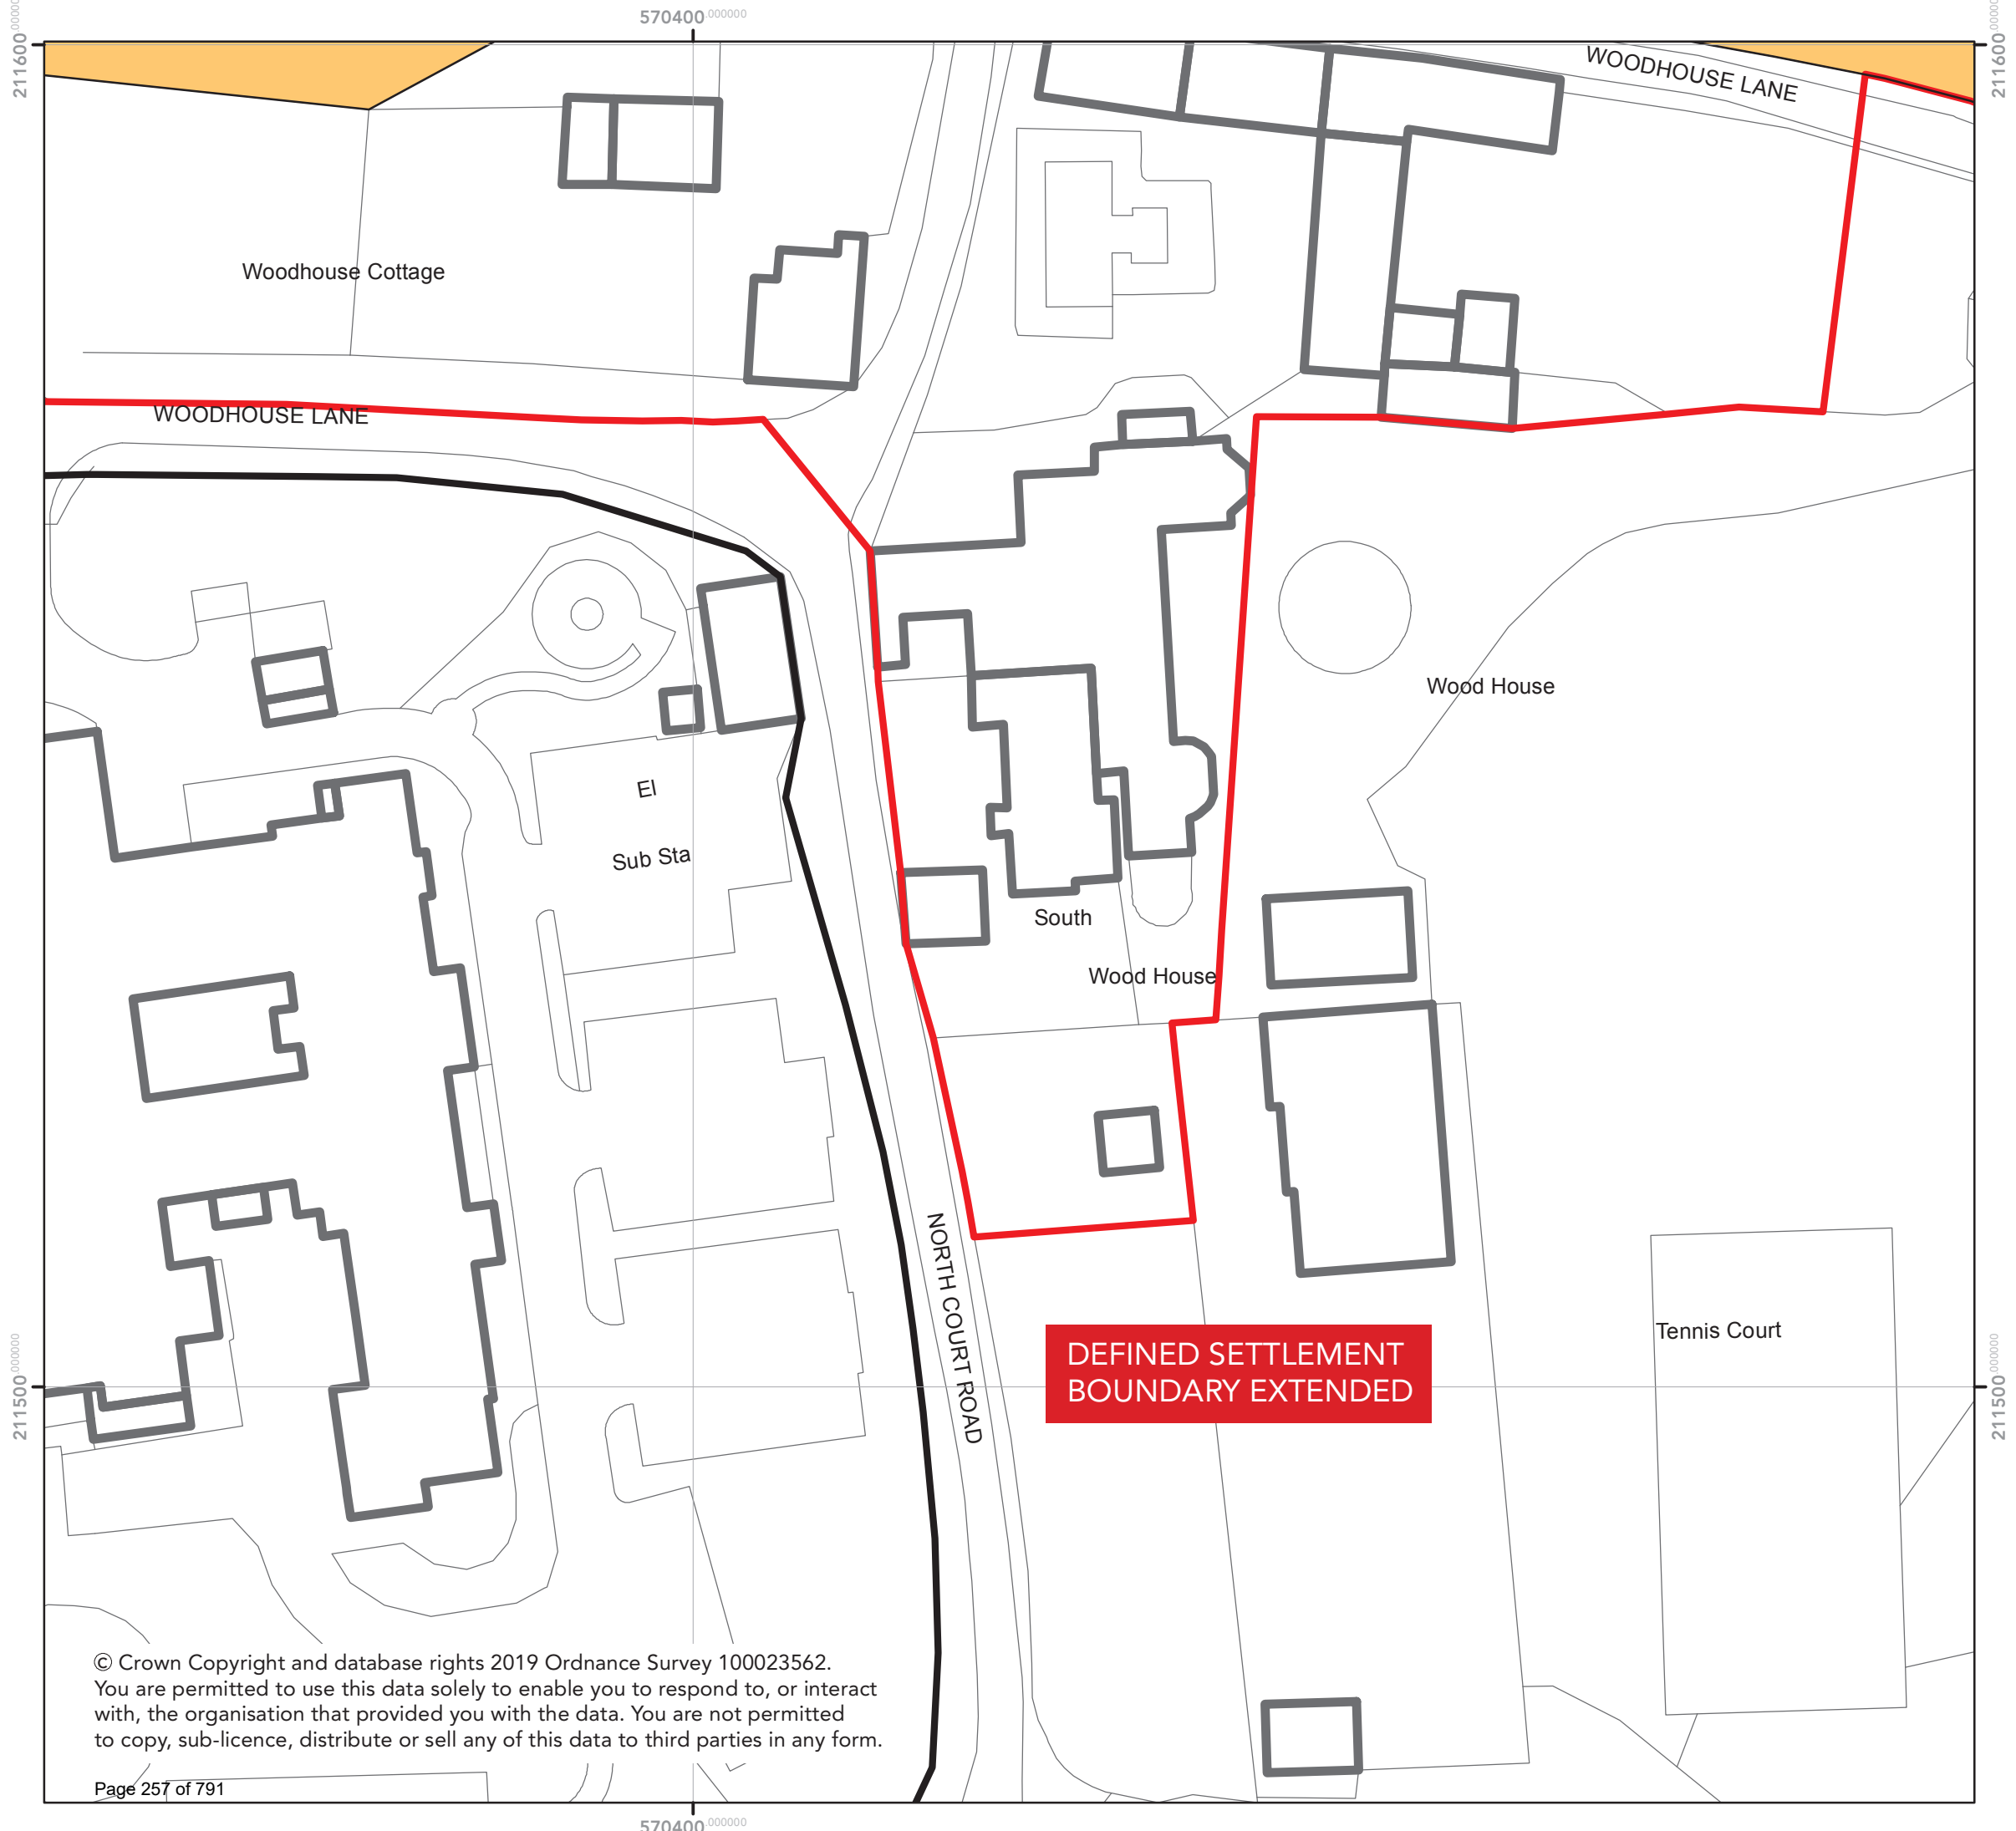 570400.000000
211600.000000
211600.000000
WOODHOUSE LANE
Woodhouse Cottage
WOODHOUSE LANE
Wood House
El
Sub Sta
South
Wood House
NORTH COURT ROAD
DEFINED SETTLEMENT
BOUNDARY EXTENDED
Tennis Court
211500.000000
211500.000000
© Crown Copyright and database rights 2019 Ordnance Survey 100023562.
You are permitted to use this data solely to enable you to respond to, or interact
with, the organisation that provided you with the data. You are not permitted
to copy, sub-licence, distribute or sell any of this data to third parties in any form.
Page 257 of 791
570400.000000